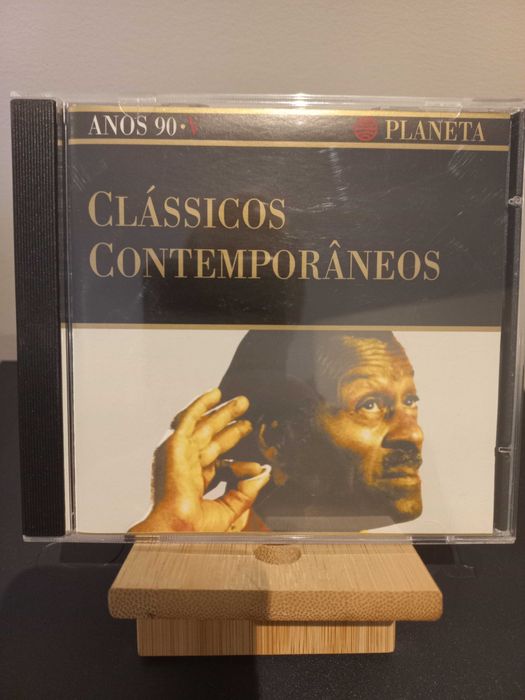 ANOS 90·V
PLANETA
CLÁSSICOS
CONTEMPORÂNEOS